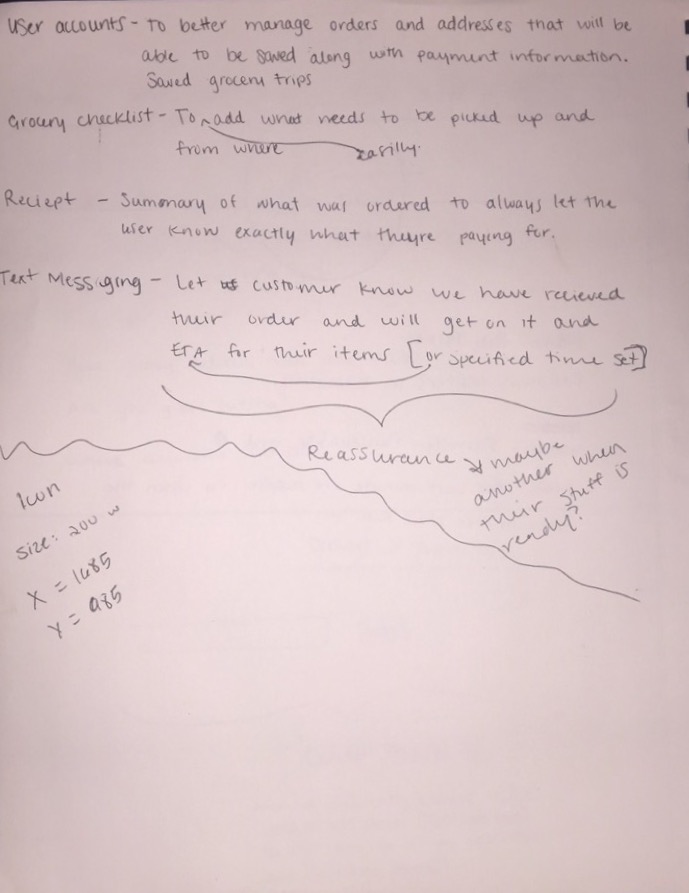 User accounts - To better manage orders and addresses that will be
able to be saved along with payment information.
Saved grocery trips
Grocery checklist - To add what needs to be picked up and
from where easilly.
Reciept - Summary of what was ordered to always let the
user know exactly what theyre paying for.
Text Messaging - Let customer know we have recieved
their order and will get on it and
ETA for their items [or specified time set]
Reassurance maybe
another when
their stuff is
ready?
Icon
Size: 200 w
X = 1685
Y = 985